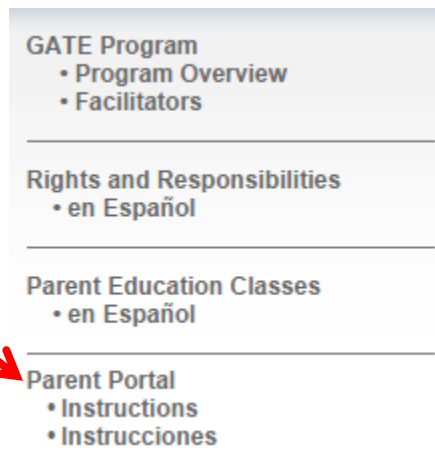 GATE Program
• Program Overview
• Facilitators
Rights and Responsibilities
• en Español
Parent Education Classes
• en Español
Parent Portal
• Instructions
• Instrucciones